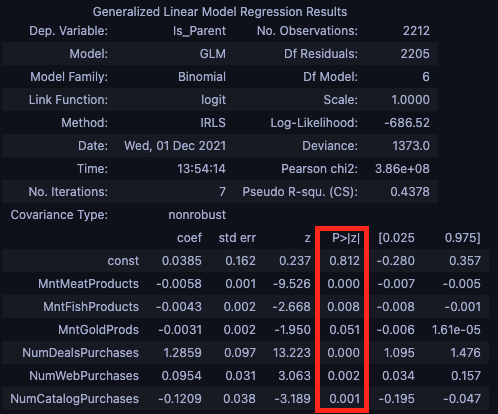 Generalized Linear Model Regression Results
Dep. Variable: Is_Parent No. Observations: 2212
Model: GLM Df Residuals: 2205
Model Family: Binomial Df Model: 6
Link Function: logit Scale: 1.0000
Method: IRLS Log-Likelihood: -686.52
Date: Wed, 01 Dec 2021 Deviance: 1373.0
Time: 13:54:14 Pearson chi2: 3.86e+08
No. Iterations: 7 Pseudo R-squ. (CS): 0.4378
Covariance Type: nonrobust
coef std err z P>|z| [0.025 0.975]
const 0.0385 0.162 0.237 0.812 -0.280 0.357
MntMeatProducts -0.0058 0.001 -9.526 0.000 -0.007 -0.005
MntFishProducts -0.0043 0.002 -2.668 0.008 -0.008 -0.001
MntGoldProds -0.0031 0.002 -1.950 0.051 -0.006 1.61e-05
NumDealsPurchases 1.2859 0.097 13.223 0.000 1.095 1.476
NumWebPurchases 0.0954 0.031 3.063 0.002 0.034 0.157
NumCatalogPurchases -0.1209 0.038 -3.189 0.001 -0.195 -0.047